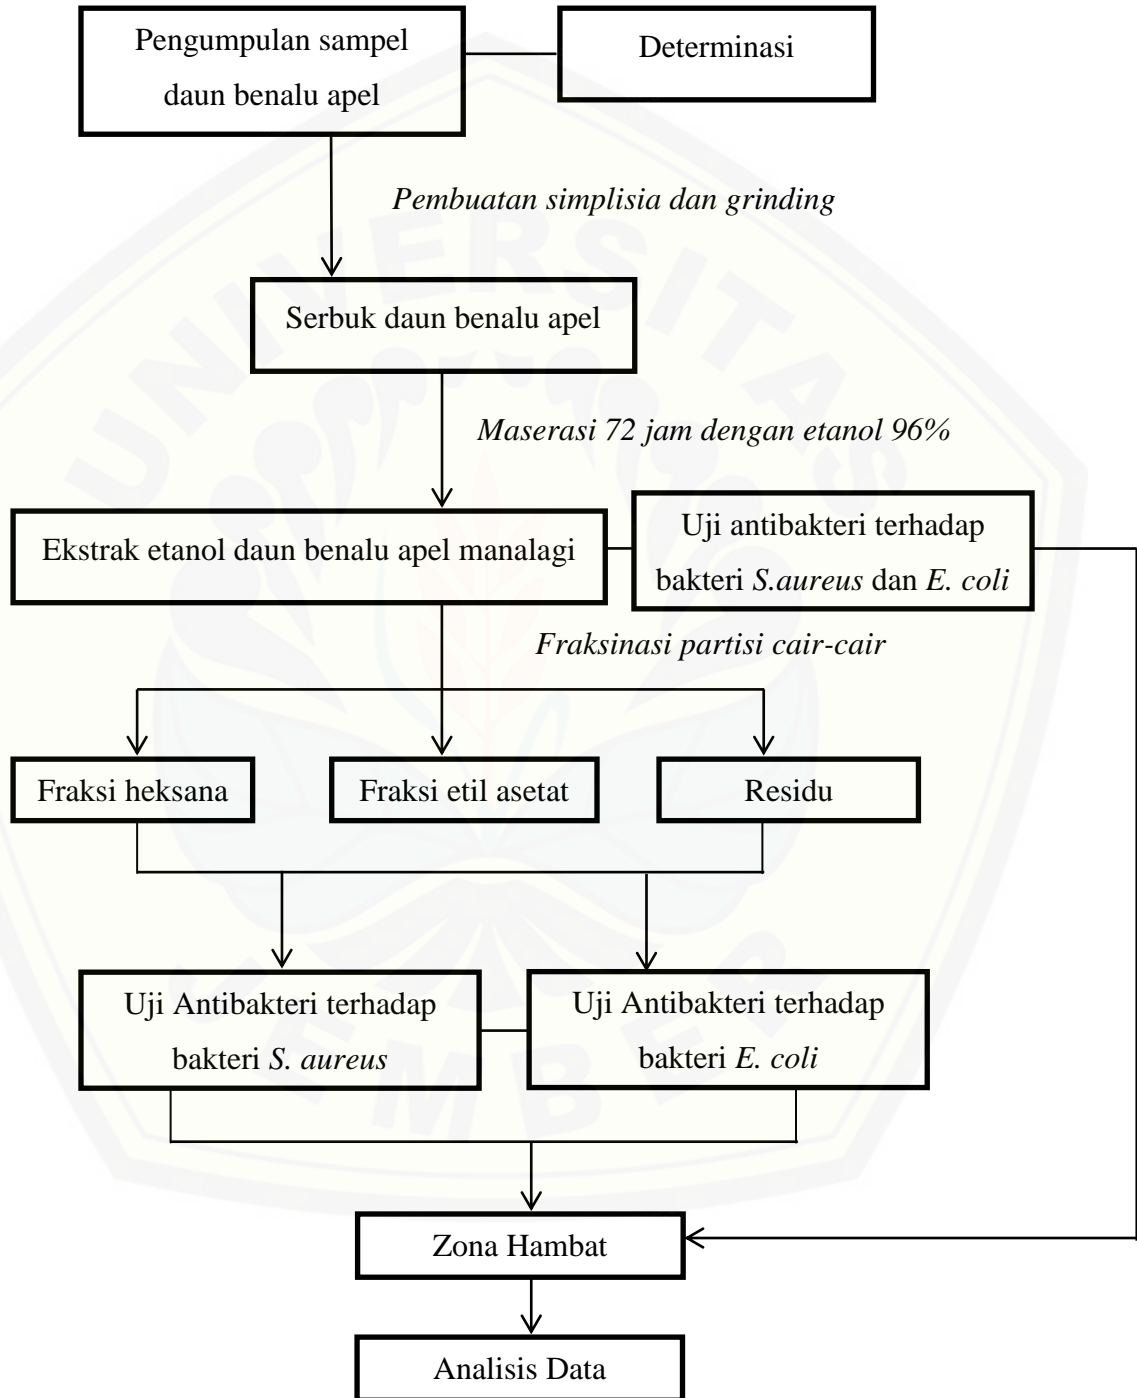 Pengumpulan sampel
daun benalu apel
Determinasi
Pembuatan simplisia dan grinding
Serbuk daun benalu apel
Maserasi 72 jam dengan etanol 96%
Ekstrak etanol daun benalu apel manalagi
Uji antibakteri terhadap
bakteri S.aureus dan E. coli
Fraksinasi partisi cair-cair
Fraksi heksana
Fraksi etil asetat
Residu
Uji Antibakteri terhadap
bakteri S. aureus
Uji Antibakteri terhadap
bakteri E. coli
Zona Hambat
Analisis Data
UNIVERSITAS
JEMBER